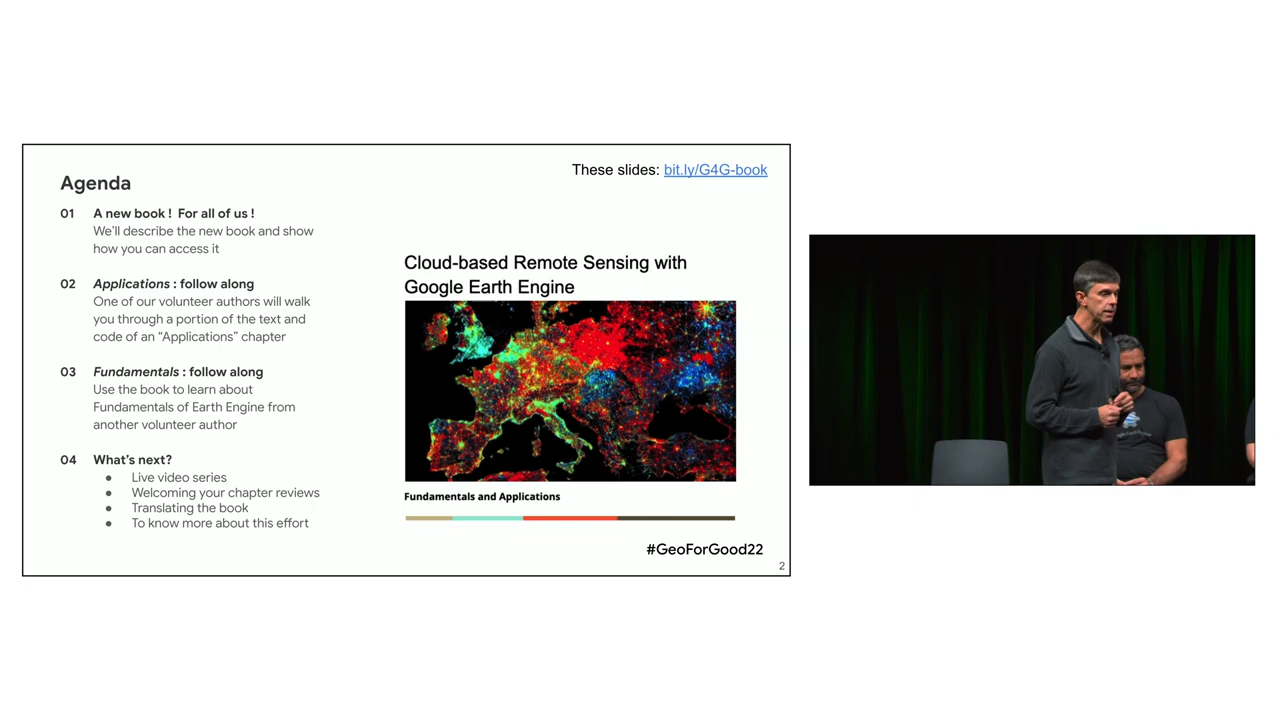 These slides: bit.ly/G4G-book
Agenda
01 A new book ! For all of us !
We'll describe the new book and show
how you can access it
02 Applications : follow along
One of our volunteer authors will walk
you through a portion of the text and
code of an “Applications” chapter
03 Fundamentals : follow along
Use the book to learn about
Fundamentals of Earth Engine from
another volunteer author
04 What's next?
● Live video series
● Welcoming your chapter reviews
● Translating the book
● To know more about this effort
Cloud-based Remote Sensing with
Google Earth Engine
Fundamentals and Applications
#GeoForGood22
2